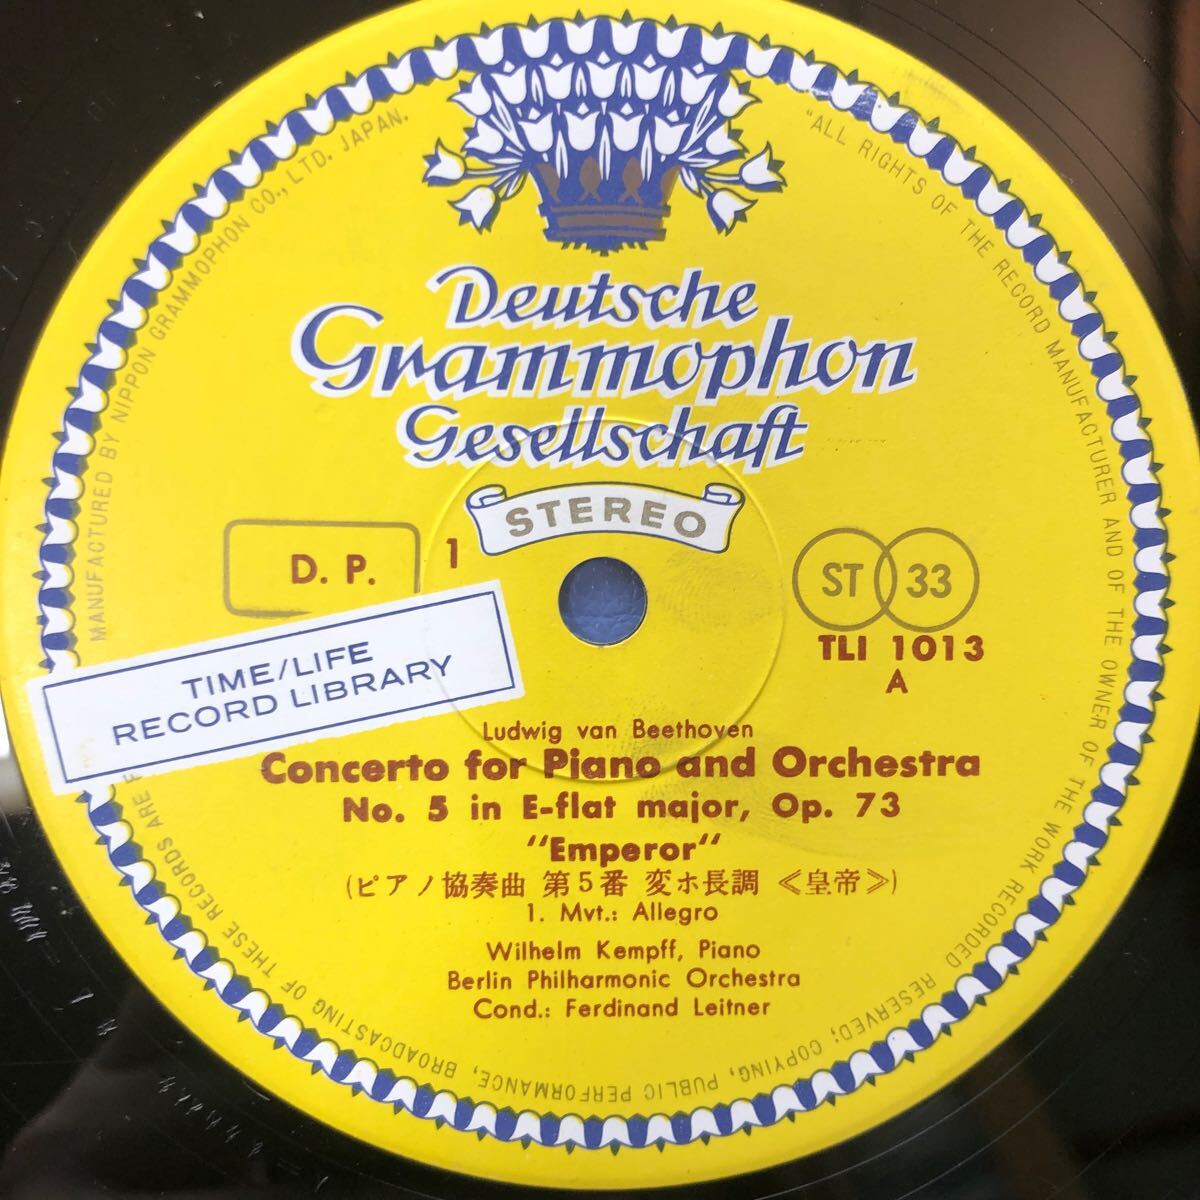 Deutsche
Grammophon
Gesellschaft
STEREO
D. P. 1
ST 33
TLI 1013
A
TIME/LIFE
RECORD LIBRARY
Ludwig van Beethoven
Concerto for Piano and Orchestra
No. 5 in E-flat major, Op. 73
"Emperor"
(ピアノ協奏曲 第5番 変ホ長調 ≪皇帝≫)
1. Mvt.: Allegro
Wilhelm Kempff, Piano
Berlin Philharmonic Orchestra
Cond.: Ferdinand Leitner
"ALL RIGHTS OF THE RECORD MANUFACTURER AND OF THE OWNER OF THE WORK RECORDED RESERVED; COPYING, PUBLIC PERFORMANCE, BROADCASTING OF THESE RECORDS ARE
MANUFACTURED BY NIPPON GRAMMOPHON CO., LTD. JAPAN.